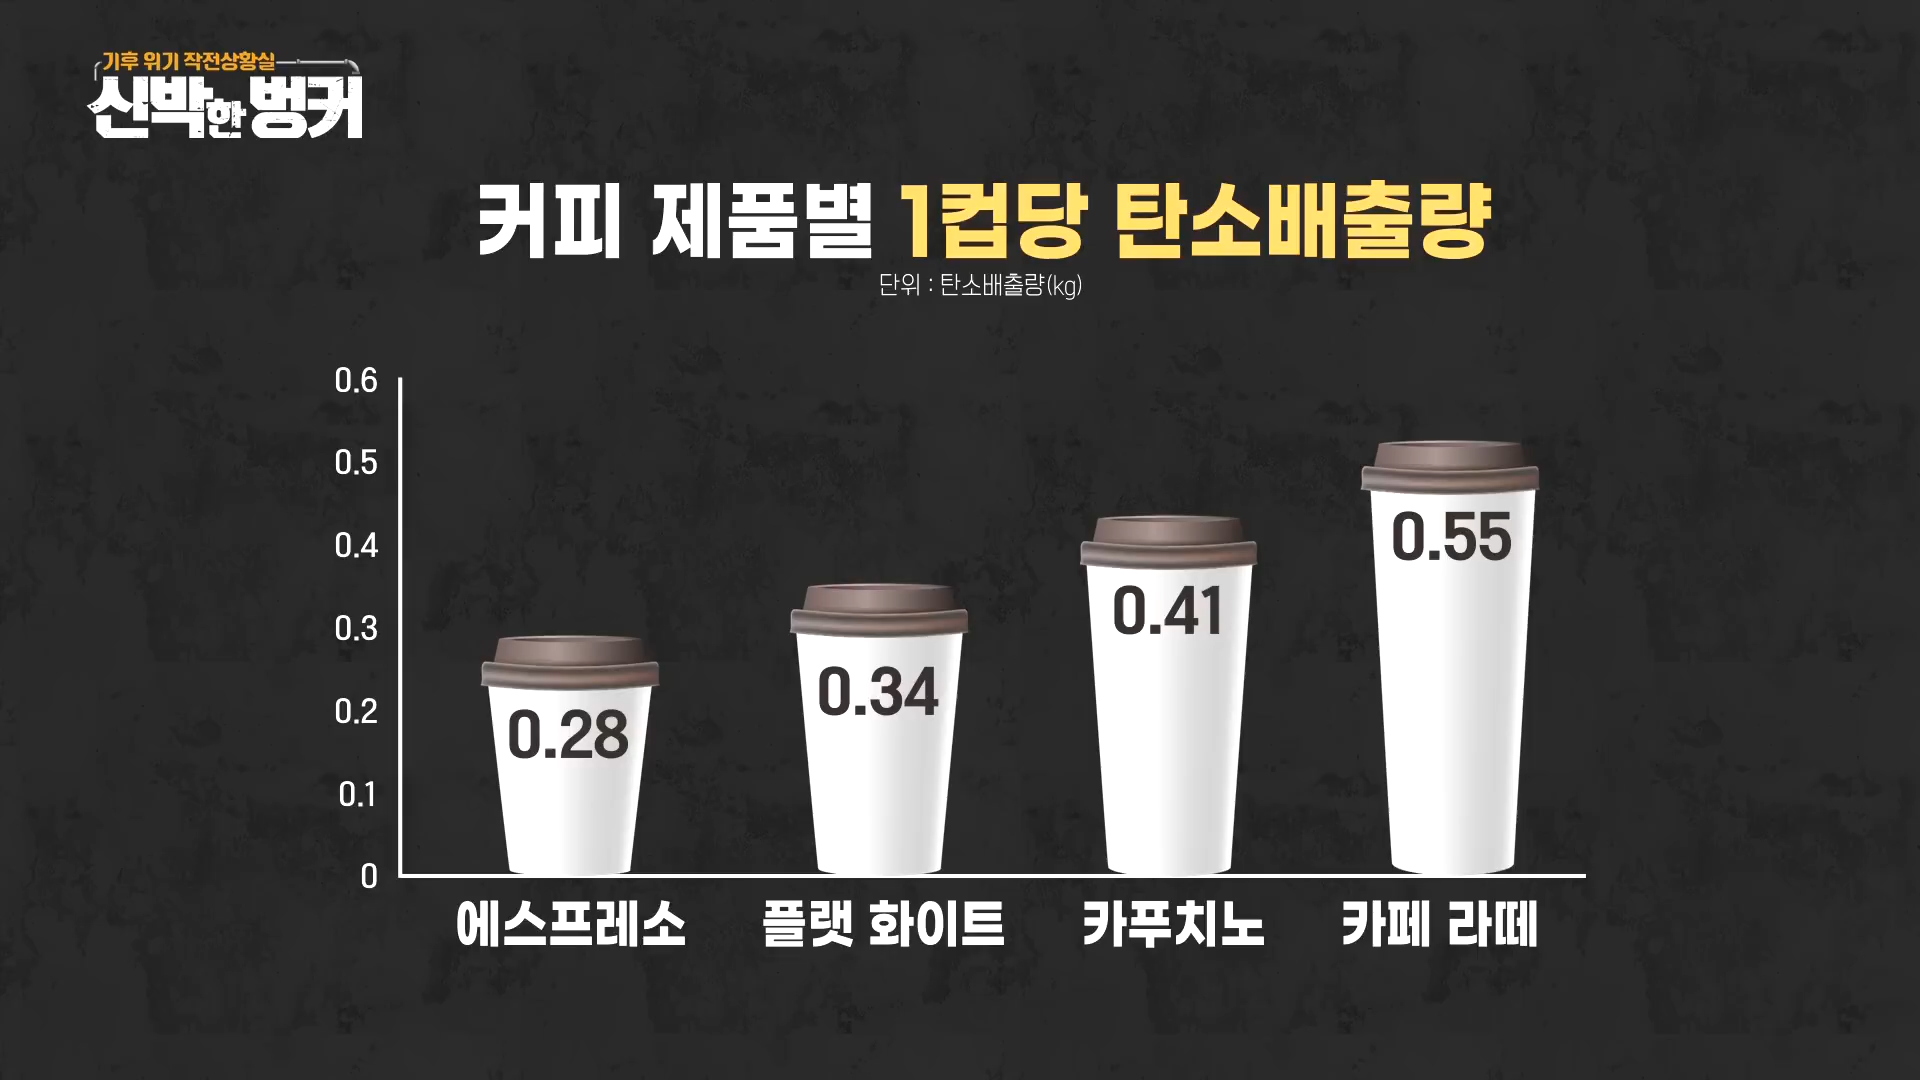 기후 위기 작전상황실
신박한 벙커
커피 제품별 1컵당 탄소배출량
단위 : 탄소배출량(kg)
0.6
0.5
0.4
0.3
0.2
0.1
0
0.28
0.34
0.41
0.55
에스프레소
플랫 화이트
카푸치노
카페 라떼